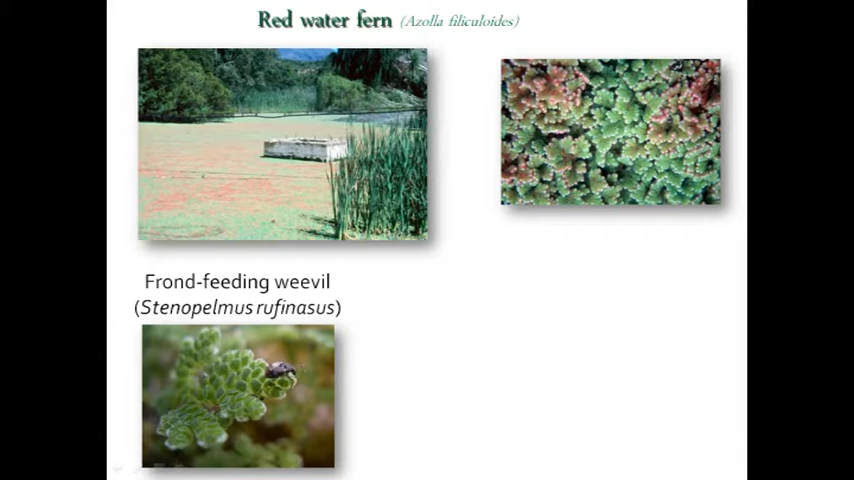 Red water fern (Azolla filiculoides)
Frond-feeding weevil
(Stenopelmus rufinasus)